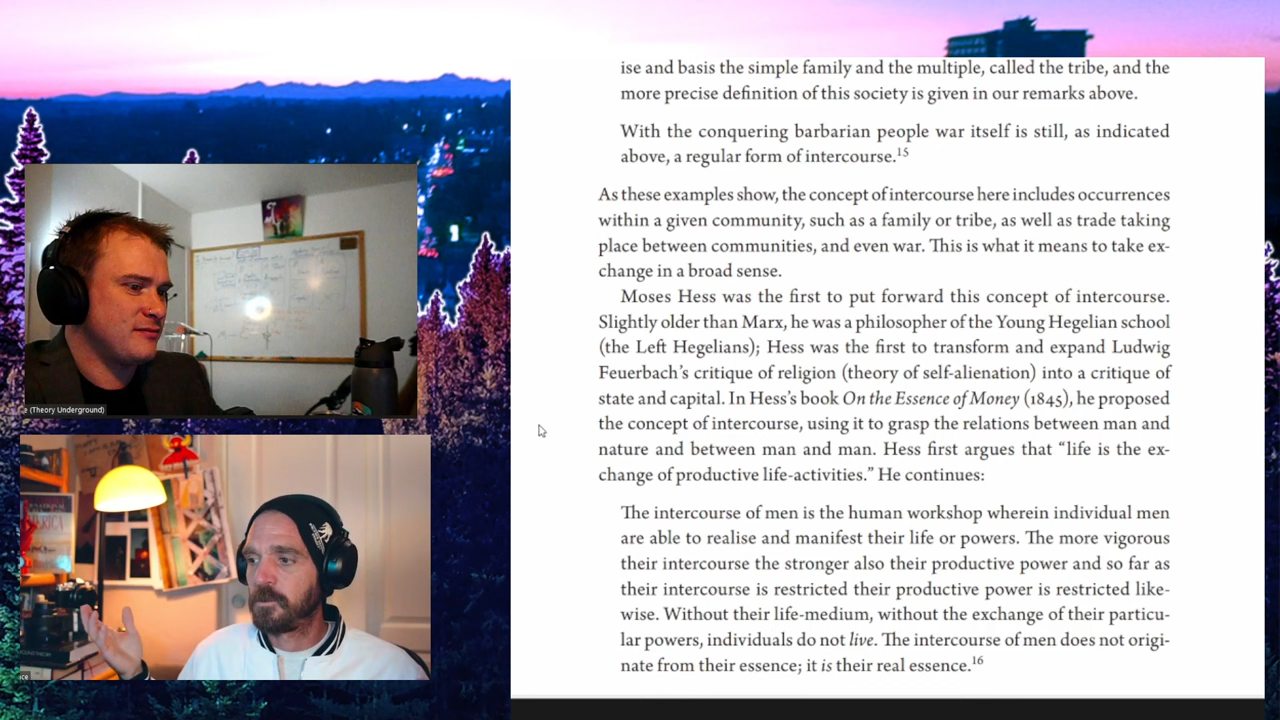 ise and basis the simple family and the multiple, called the tribe, and the
more precise definition of this society is given in our remarks above.
With the conquering barbarian people war itself is still, as indicated
above, a regular form of intercourse.15
As these examples show, the concept of intercourse here includes occurrences
within a given community, such as a family or tribe, as well as trade taking
place between communities, and even war. This is what it means to take ex-
change in a broad sense.
Moses Hess was the first to put forward this concept of intercourse.
Slightly older than Marx, he was a philosopher of the Young Hegelian school
(the Left Hegelians); Hess was the first to transform and expand Ludwig
Feuerbach's critique of religion (theory of self-alienation) into a critique of
state and capital. In Hess's book On the Essence of Money (1845), he proposed
the concept of intercourse, using it to grasp the relations between man and
nature and between man and man. Hess first argues that "life is the ex-
change of productive life-activities." He continues:
The intercourse of men is the human workshop wherein individual men
are able to realise and manifest their life or powers. The more vigorous
their intercourse the stronger also their productive power and so far as
their intercourse is restricted their productive power is restricted like-
wise. Without their life-medium, without the exchange of their particu-
lar powers, individuals do not live. The intercourse of men does not origi-
nate from their essence; it is their real essence.16
e (Theory Underground)